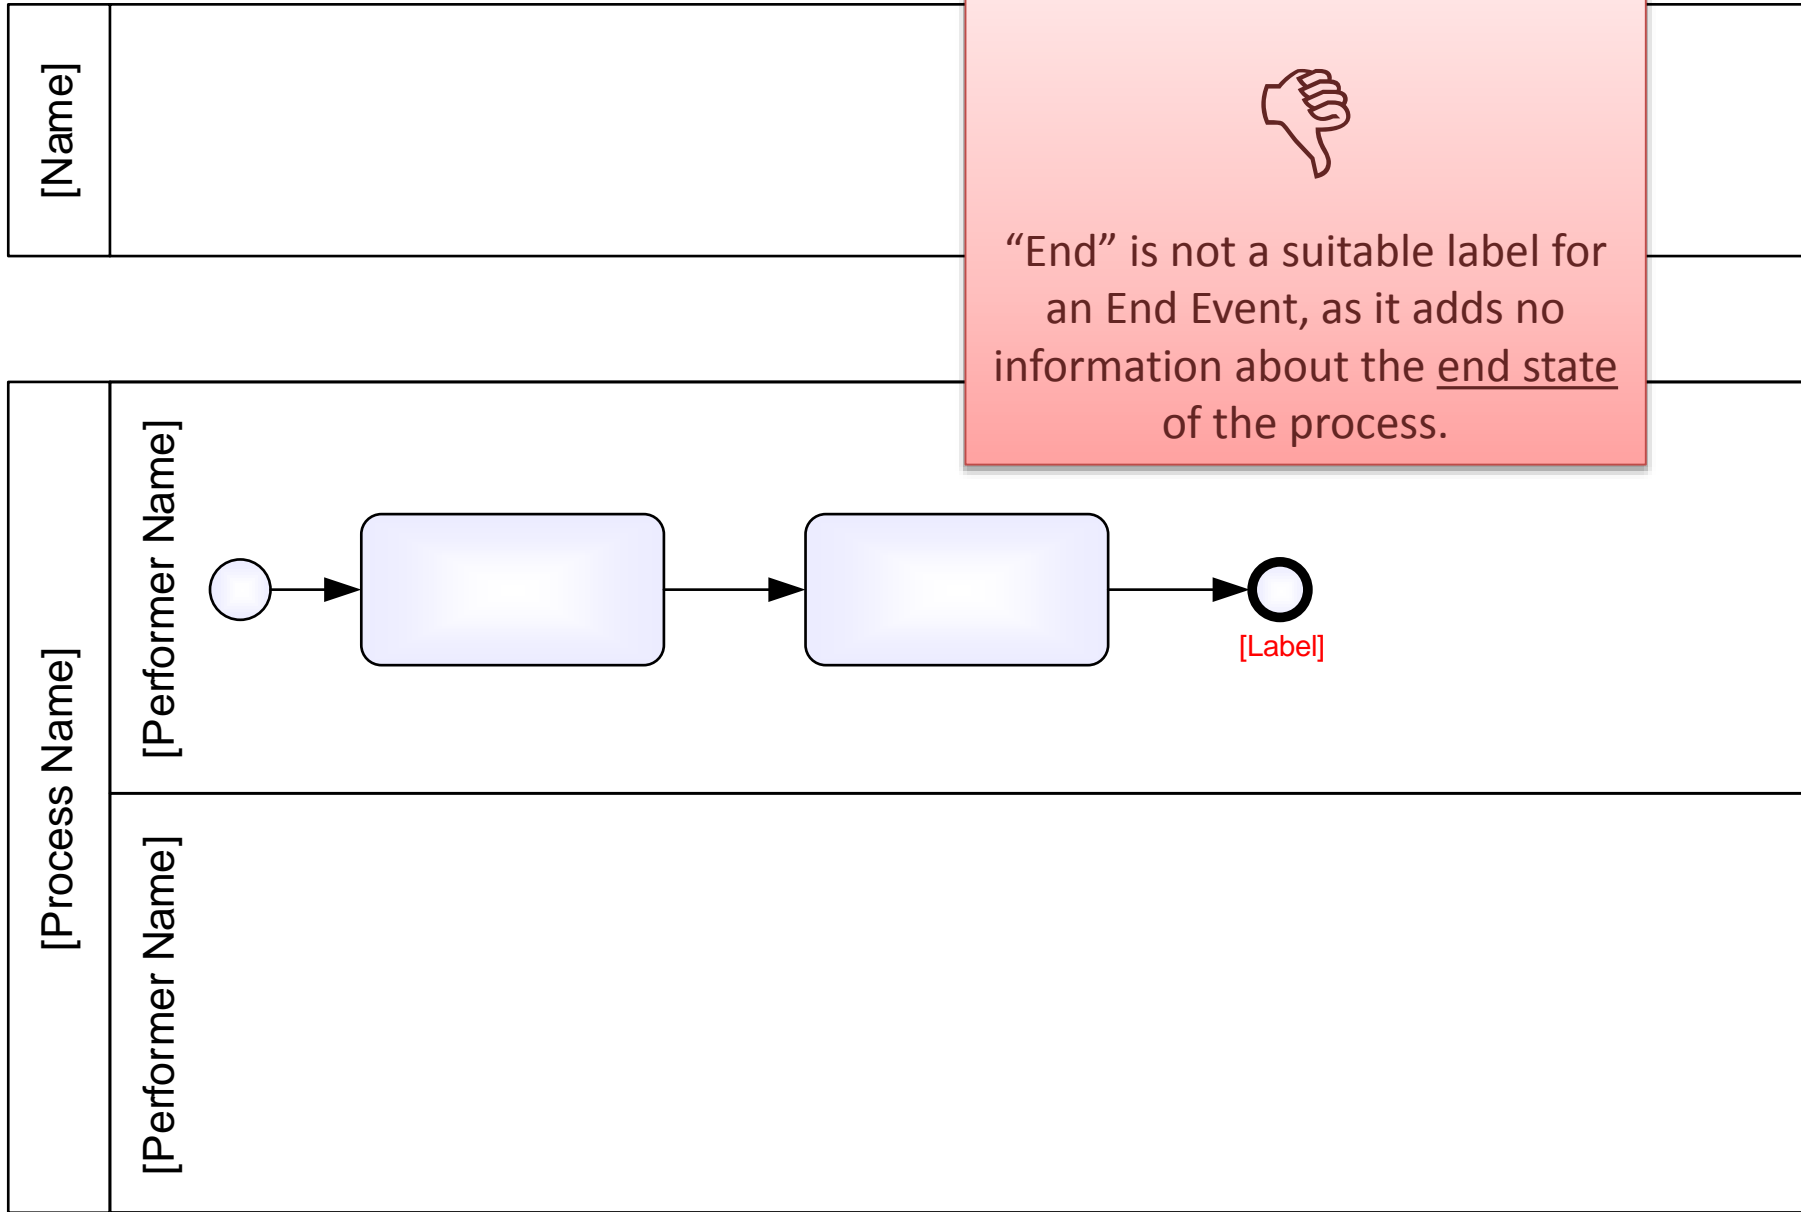 [Name]
“End” is not a suitable label for
an End Event, as it adds no
information about the end state
of the process.
[Process Name]
[Performer Name]
[Label]
[Performer Name]